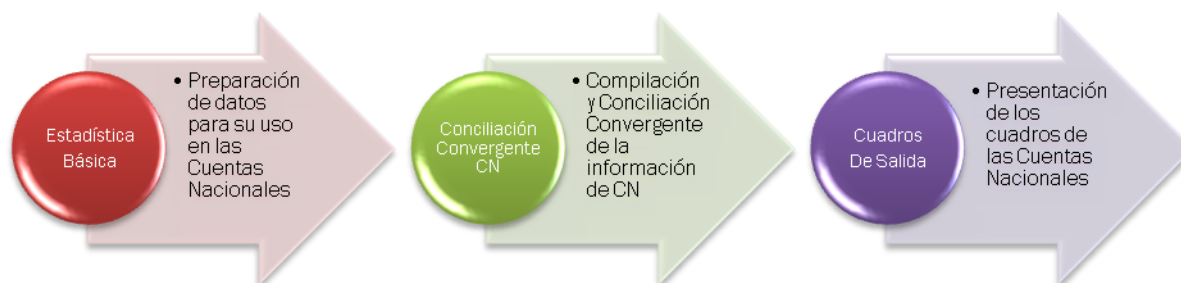 Estadística
Básica
• Preparación
de datos
para su uso
en las
Cuentas
Nacionales
Conciliación
Convergente
CN
• Compilación
y Conciliación
Convergente
de la
información
de CN
Cuadros
De Salida
• Presentación
de los
cuadros de
las Cuentas
Nacionales